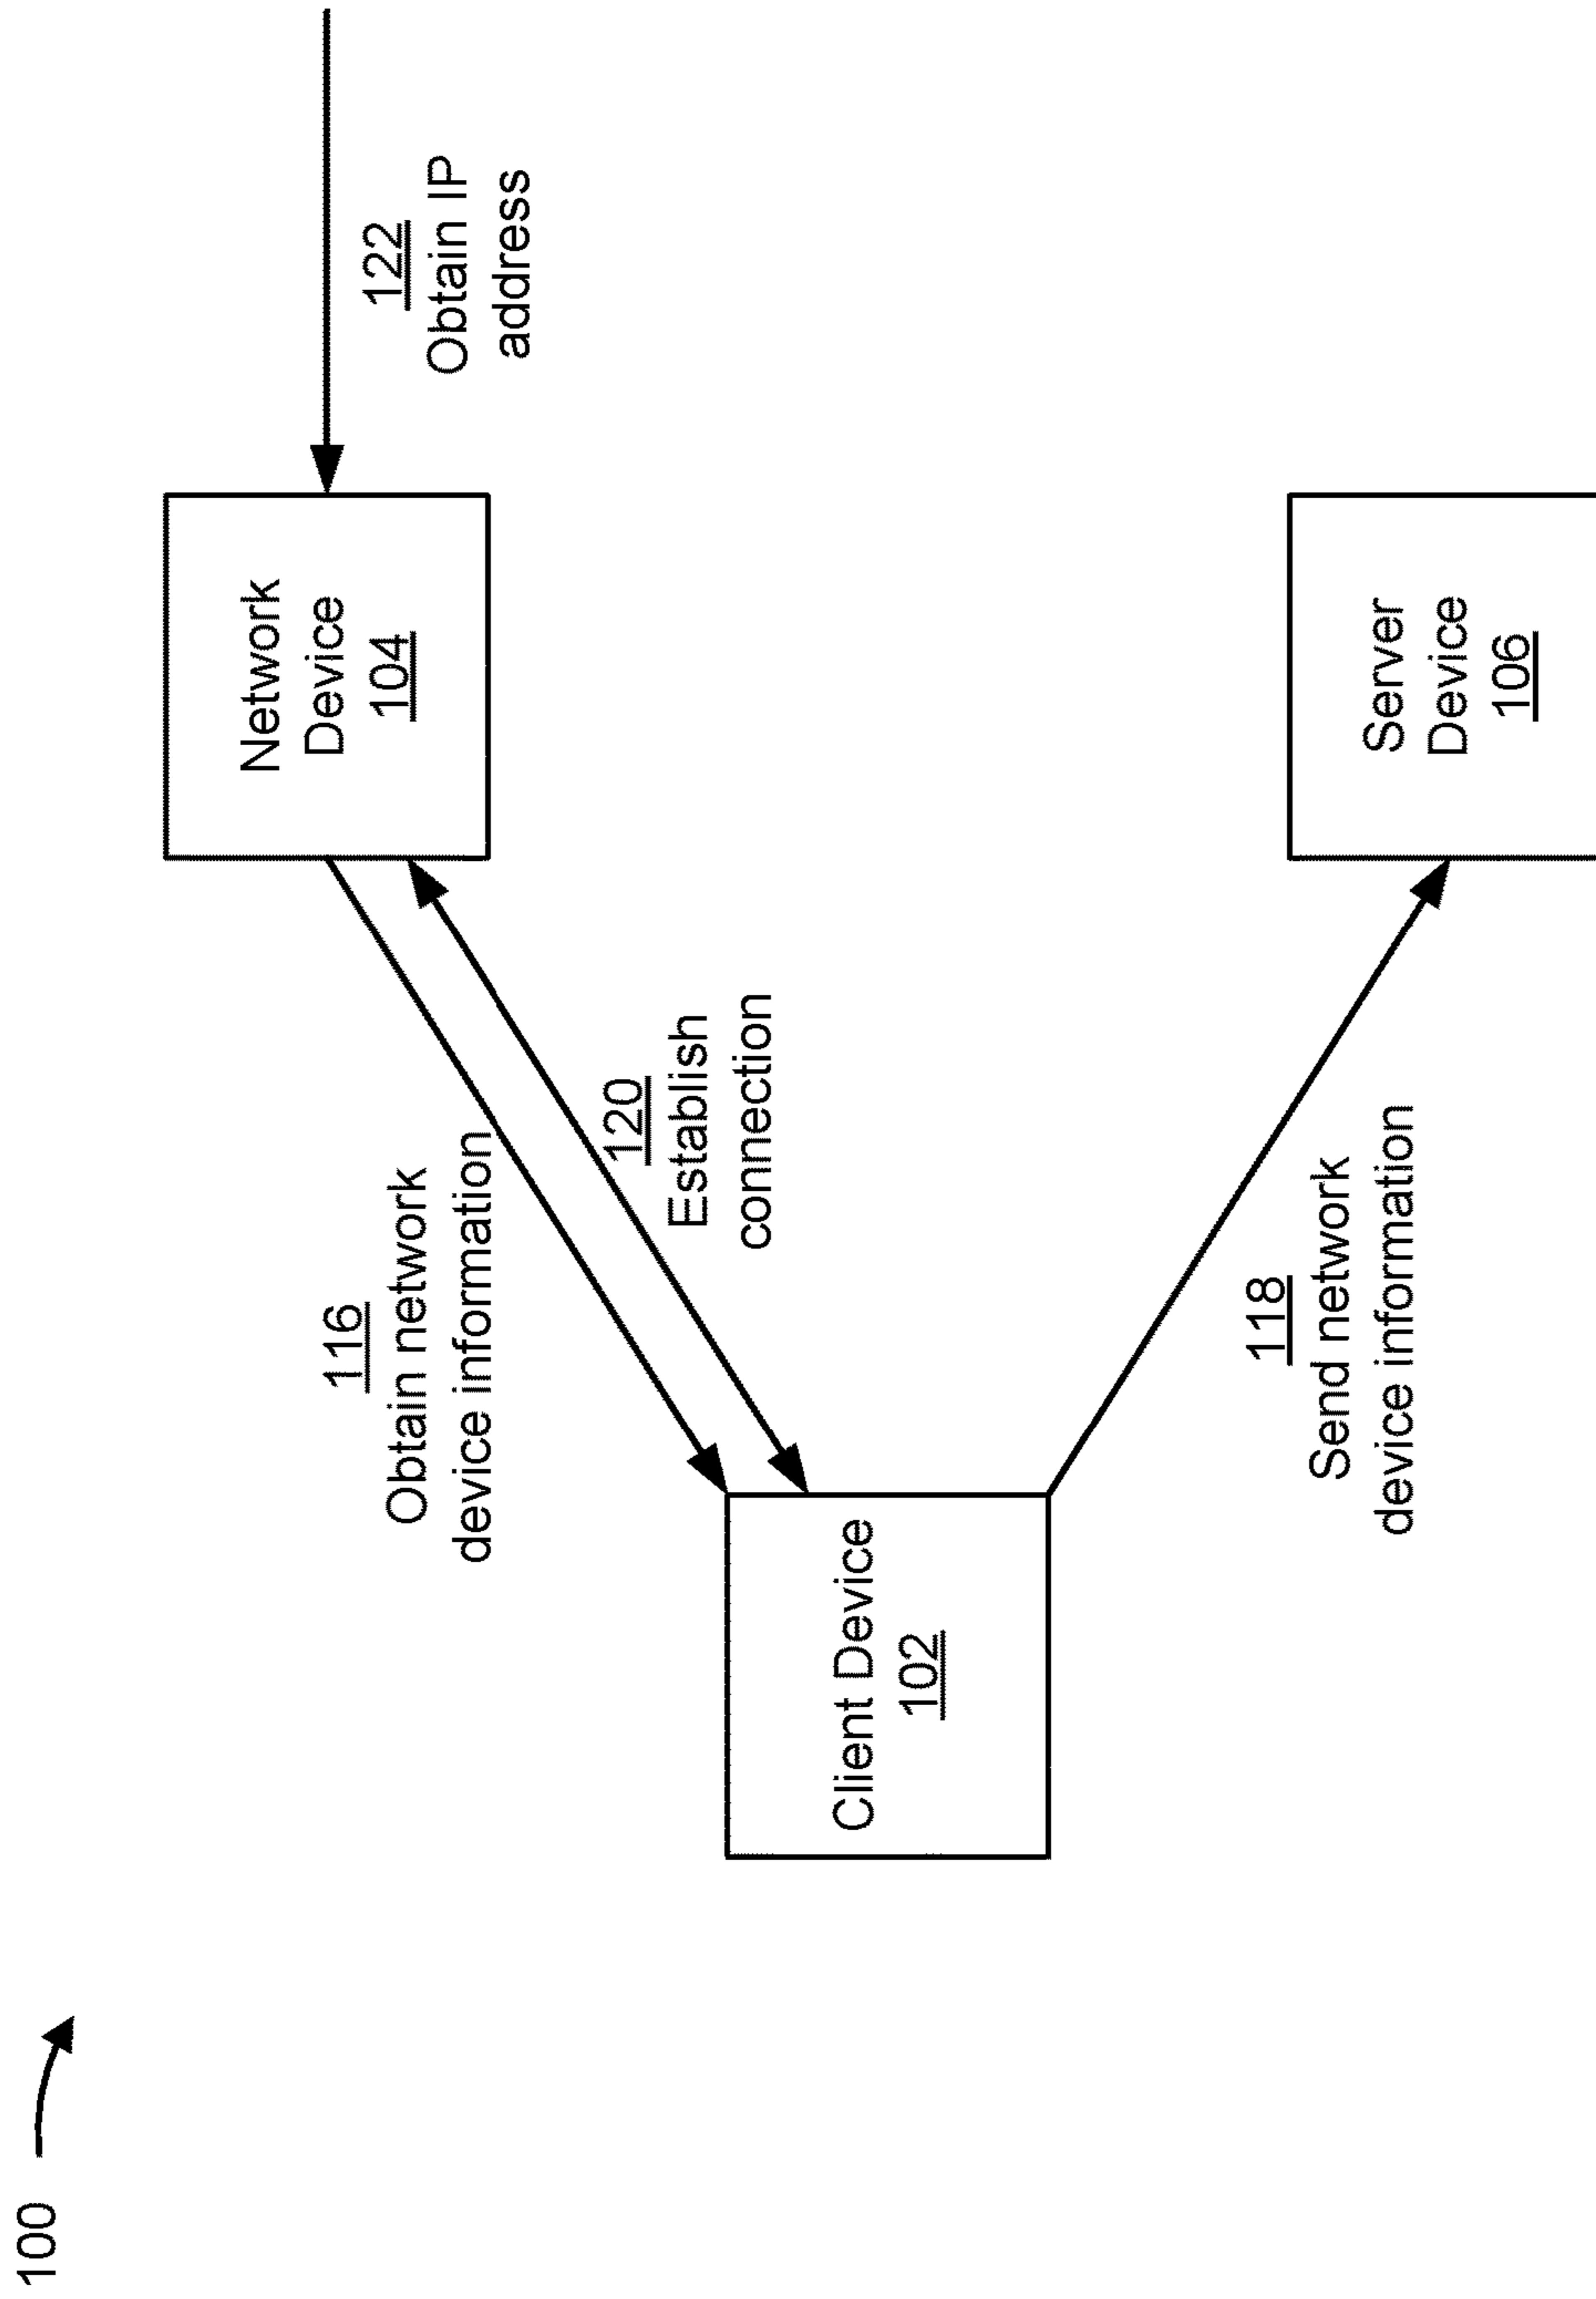 100
116
Obtain network
device information
120
Establish
connection
Network
Device
104
122
Obtain IP
address
Client Device
102
118
Send network
device information
Server
Device
106